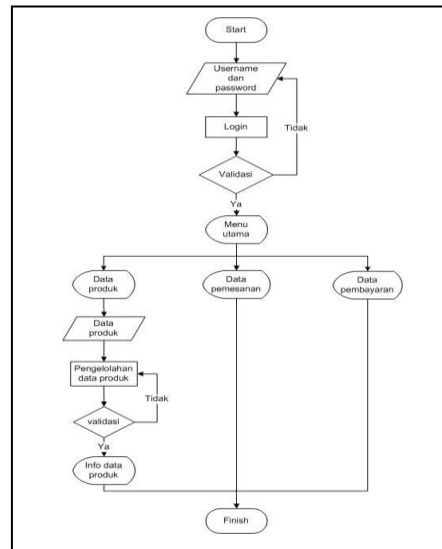 Start
Username
dan
password
Login
Tidak
Validasi
Ya
Menu
utama
Data
produk
Data
pemesanan
Data
pembayaran
Data
produk
Pengelolahan
data produk
Tidak
validasi
Ya
Info data
produk
Finish